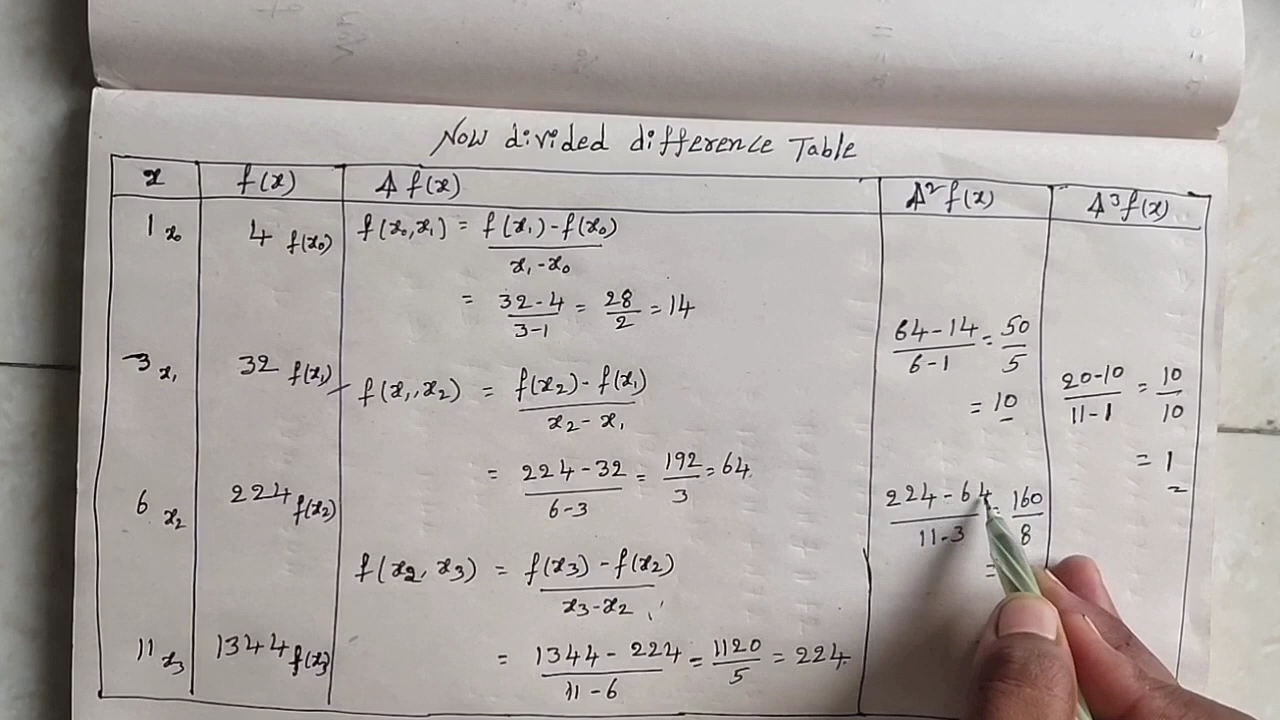 Now divided difference Table
x f(x) Δ f(x) Δ² f(x) Δ³ f(x)
1 x₀ 4 f(x₀) f(x₀,x₁) = f(x₁)-f(x₀)
x₁-x₀
= 32-4 = 28 = 14
3-1 2
64-14 = 50
6-1 5
= 10
3 x₁ 32 f(x₁) f(x₁,x₂) = f(x₂)-f(x₁)
x₂-x₁
20-10 = 10
11-1 10
= 1
= 224-32 = 192 = 64
6-3 3
6 x₂ 224 f(x₂)
224-64 = 160
11-3 8
=
f(x₂,x₃) = f(x₃)-f(x₂)
x₃-x₂
11 x₃ 1344 f(x₃) = 1344-224 = 1120 = 224
11-6 5